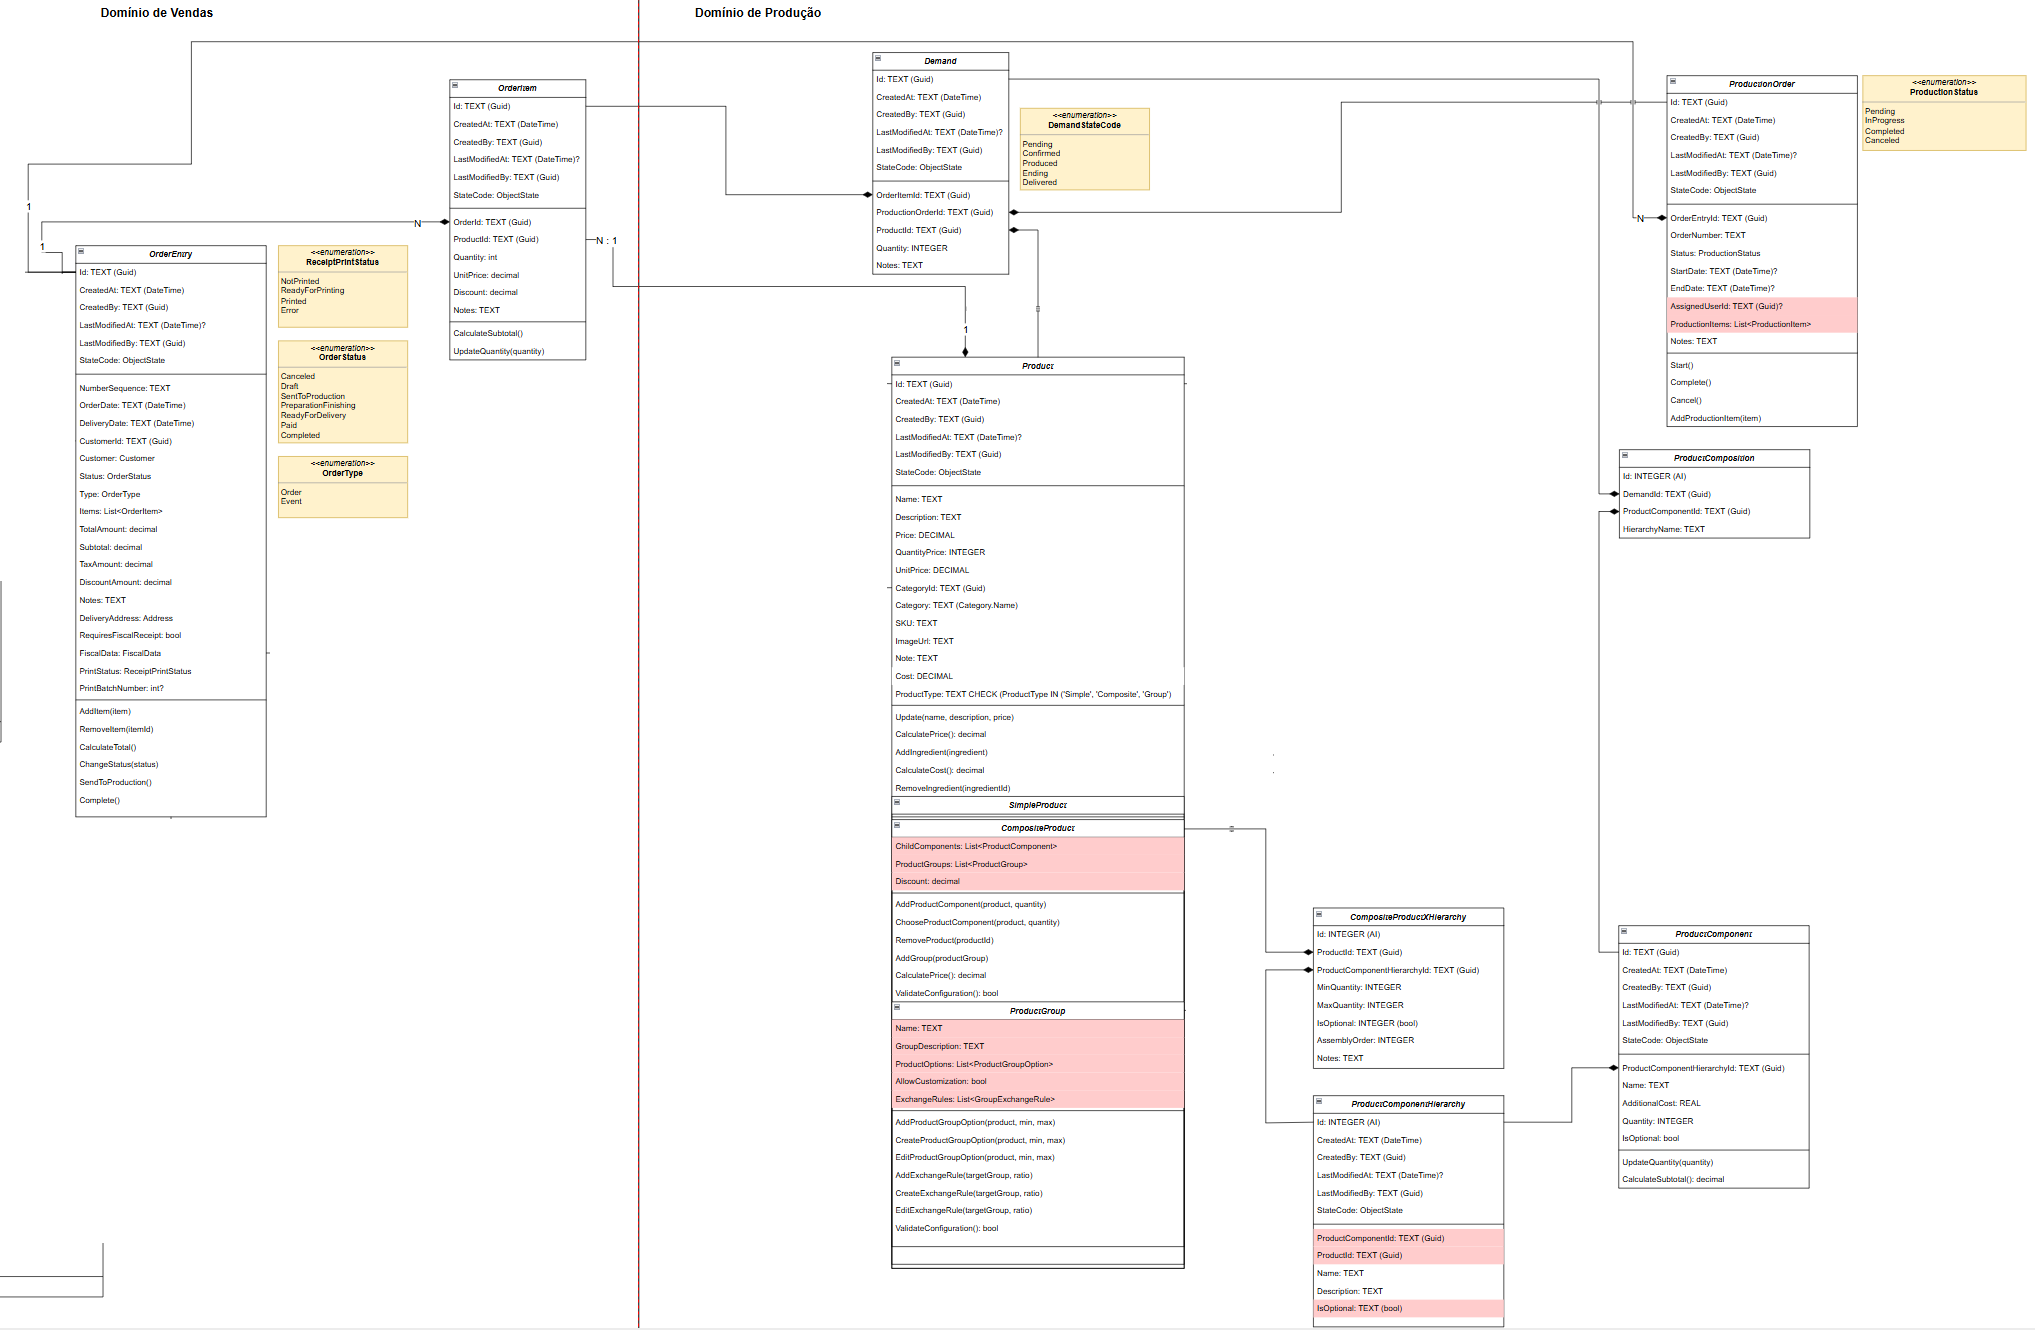 Domínio de Vendas
Domínio de Produção
OrderEntry
Id: TEXT (Guid)
CreatedAt: TEXT (DateTime)
CreatedBy: TEXT (Guid)
LastModifiedAt: TEXT (DateTime)?
LastModifiedBy: TEXT (Guid)
StateCode: ObjectState
NumberSequence: TEXT
OrderDate: TEXT (DateTime)
DeliveryDate: TEXT (DateTime)
CustomerId: TEXT (Guid)
Customer: Customer
Status: OrderStatus
Type: OrderType
Items: List<OrderItem>
TotalAmount: decimal
Subtotal: decimal
TaxAmount: decimal
DiscountAmount: decimal
Notes: TEXT
DeliveryAddress: Address
RequiresFiscalReceipt: bool
FiscalData: FiscalData
PrintStatus: ReceiptPrintStatus
PrintBatchNumber: int?
AddItem(item)
RemoveItem(itemId)
CalculateTotal()
ChangeStatus(status)
SendToProduction()
Complete()
1
1
N
<<enumeration>>
ReceiptPrintStatus
NotPrinted
ReadyForPrinting
Printed
Error
<<enumeration>>
OrderStatus
Canceled
Draft
SentToProduction
PreparationFinishing
ReadyForDelivery
Paid
Completed
<<enumeration>>
OrderType
Order
Event
OrderItem
Id: TEXT (Guid)
CreatedAt: TEXT (DateTime)
CreatedBy: TEXT (Guid)
LastModifiedAt: TEXT (DateTime)?
LastModifiedBy: TEXT (Guid)
StateCode: ObjectState
OrderId: TEXT (Guid)
ProductId: TEXT (Guid)
Quantity: int
UnitPrice: decimal
Discount: decimal
Notes: TEXT
CalculateSubtotal()
UpdateQuantity(quantity)
N : 1
1
Demand
Id: TEXT (Guid)
CreatedAt: TEXT (DateTime)
CreatedBy: TEXT (Guid)
LastModifiedAt: TEXT (DateTime)?
LastModifiedBy: TEXT (Guid)
StateCode: ObjectState
OrderItemId: TEXT (Guid)
ProductionOrderId: TEXT (Guid)
ProductId: TEXT (Guid)
Quantity: INTEGER
Notes: TEXT
<<enumeration>>
DemandStateCode
Pending
Confirmed
Produced
Ending
Delivered
Product
Id: TEXT (Guid)
CreatedAt: TEXT (DateTime)
CreatedBy: TEXT (Guid)
LastModifiedAt: TEXT (DateTime)?
LastModifiedBy: TEXT (Guid)
StateCode: ObjectState
Name: TEXT
Description: TEXT
Price: DECIMAL
QuantityPrice: INTEGER
UnitPrice: DECIMAL
CategoryId: TEXT (Guid)
Category: TEXT (Category.Name)
SKU: TEXT
ImageUrl: TEXT
Note: TEXT
Cost: DECIMAL
ProductType: TEXT CHECK (ProductType IN ('Simple', 'Composite', 'Group')
Update(name, description, price)
CalculatePrice(): decimal
AddIngredient(ingredient)
CalculateCost(): decimal
RemoveIngredient(ingredientId)
SimpleProduct
CompositeProduct
ChildComponents: List<ProductComponent>
ProductGroups: List<ProductGroup>
Discount: decimal
AddProductComponent(product, quantity)
ChooseProductComponent(product, quantity)
RemoveProduct(productId)
AddGroup(productGroup)
CalculatePrice(): decimal
ValidateConfiguration(): bool
ProductGroup
Name: TEXT
GroupDescription: TEXT
ProductOptions: List<ProductGroupOption>
AllowCustomization: bool
ExchangeRules: List<GroupExchangeRule>
AddProductGroupOption(product, min, max)
CreateProductGroupOption(product, min, max)
EditProductGroupOption(product, min, max)
AddExchangeRule(targetGroup, ratio)
CreateExchangeRule(targetGroup, ratio)
EditExchangeRule(targetGroup, ratio)
ValidateConfiguration(): bool
ProductionOrder
Id: TEXT (Guid)
CreatedAt: TEXT (DateTime)
CreatedBy: TEXT (Guid)
LastModifiedAt: TEXT (DateTime)?
LastModifiedBy: TEXT (Guid)
StateCode: ObjectState
N
OrderEntryId: TEXT (Guid)
OrderNumber: TEXT
Status: ProductionStatus
StartDate: TEXT (DateTime)?
EndDate: TEXT (DateTime)?
AssignedUserId: TEXT (Guid)?
ProductionItems: List<ProductionItem>
Notes: TEXT
Start()
Complete()
Cancel()
AddProductionItem(item)
<<enumeration>>
ProductionStatus
Pending
InProgress
Completed
Canceled
ProductComposition
Id: INTEGER (AI)
DemandId: TEXT (Guid)
ProductComponentId: TEXT (Guid)
HierarchyName: TEXT
CompositeProductXHierarchy
Id: INTEGER (AI)
ProductId: TEXT (Guid)
ProductComponentHierarchyId: TEXT (Guid)
MinQuantity: INTEGER
MaxQuantity: INTEGER
IsOptional: INTEGER (bool)
AssemblyOrder: INTEGER
Notes: TEXT
ProductComponentHierarchy
Id: INTEGER (AI)
CreatedAt: TEXT (DateTime)
CreatedBy: TEXT (Guid)
LastModifiedAt: TEXT (DateTime)?
LastModifiedBy: TEXT (Guid)
StateCode: ObjectState
ProductComponentId: TEXT (Guid)
ProductId: TEXT (Guid)
Name: TEXT
Description: TEXT
IsOptional: TEXT (bool)
ProductComponent
Id: TEXT (Guid)
CreatedAt: TEXT (DateTime)
CreatedBy: TEXT (Guid)
LastModifiedAt: TEXT (DateTime)?
LastModifiedBy: TEXT (Guid)
StateCode: ObjectState
ProductComponentHierarchyId: TEXT (Guid)
Name: TEXT
AdditionalCost: REAL
Quantity: INTEGER
IsOptional: bool
UpdateQuantity(quantity)
CalculateSubtotal(): decimal